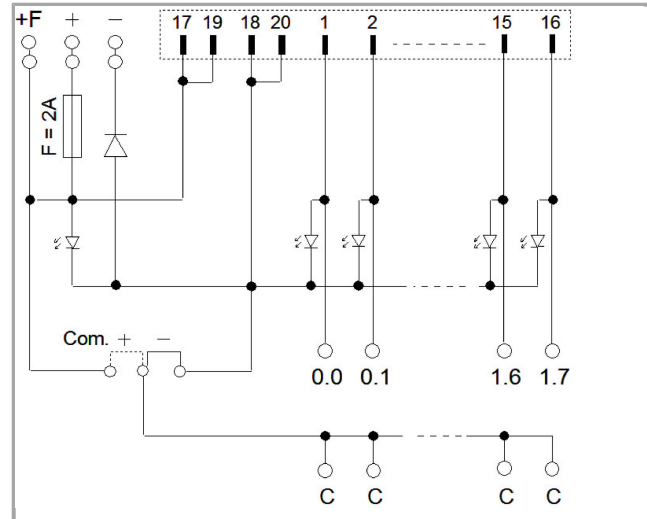 +F + − 17 19 18 20 1 2 15 16
F = 2A
Com. + −
0.0 0.1 1.6 1.7
C C C C